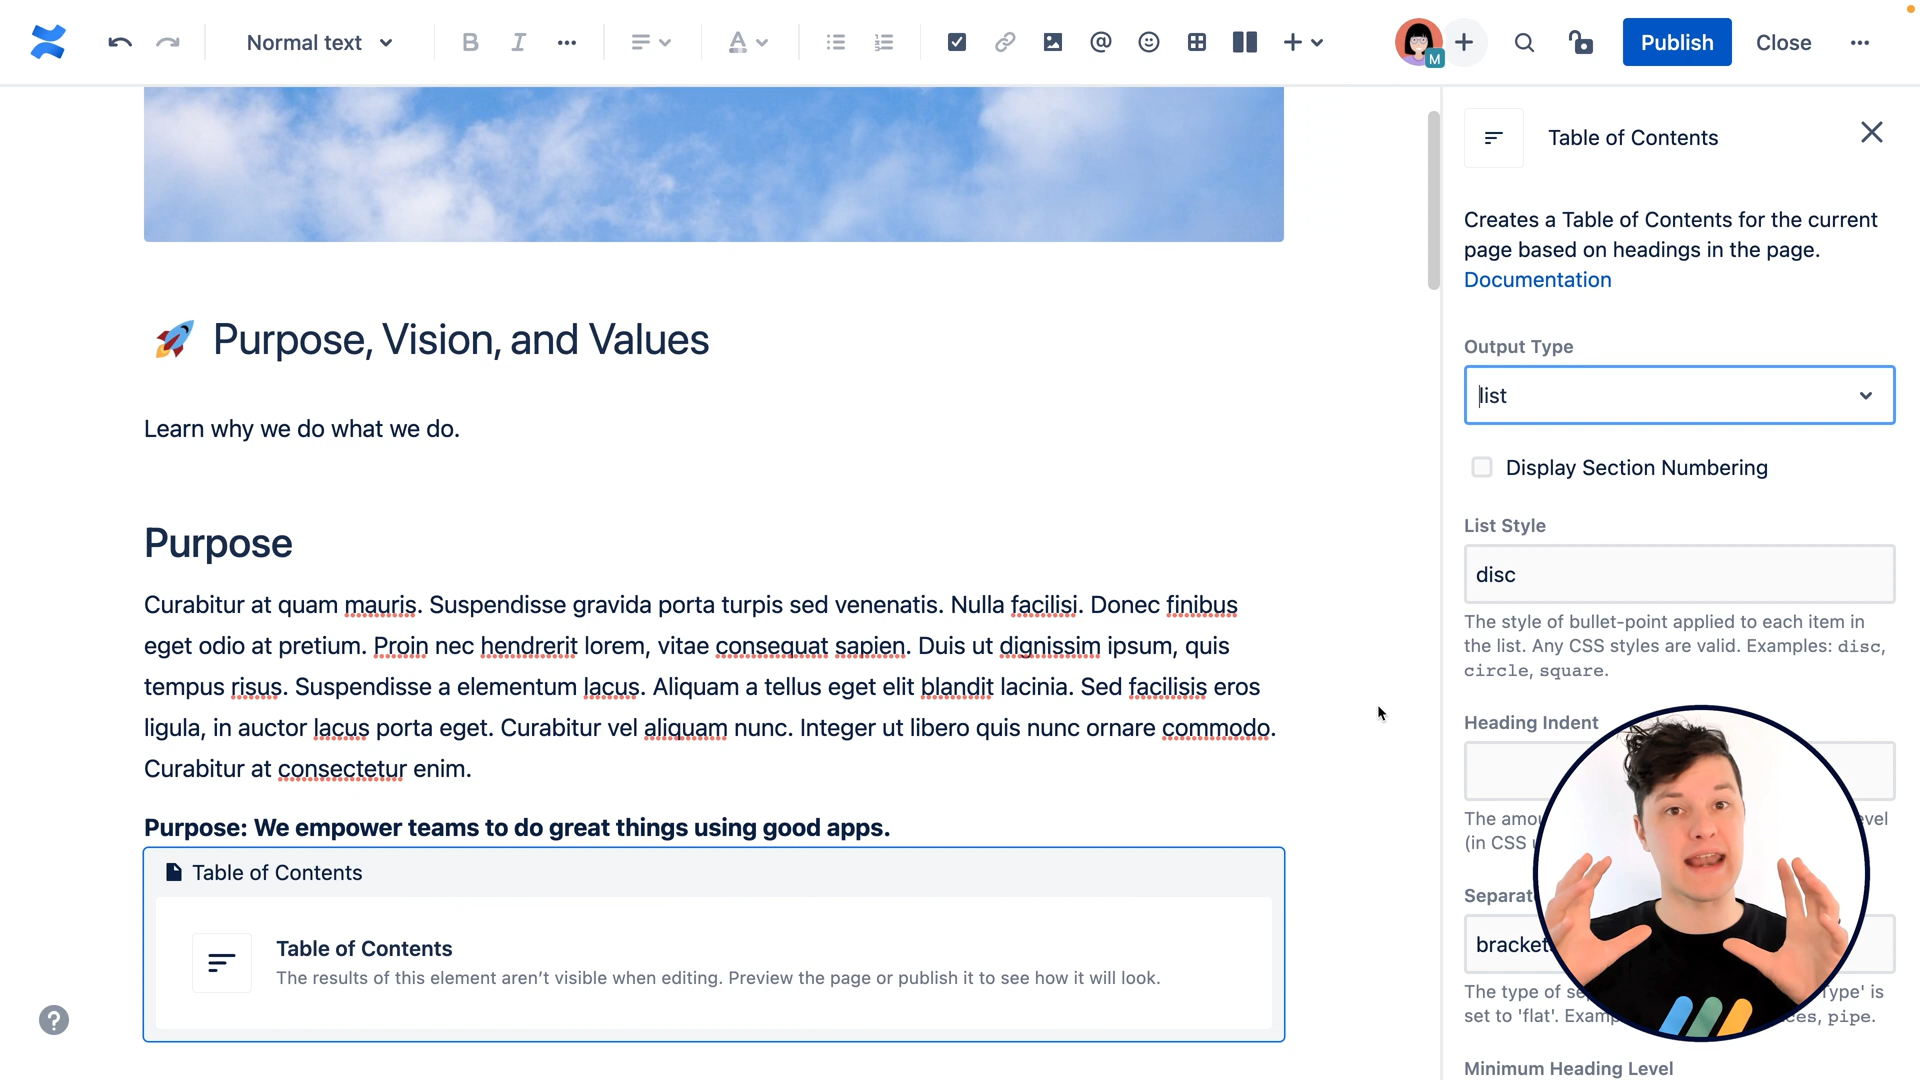 Normal text
B
I
A
@
M
Publish
Close
Table of Contents
Creates a Table of Contents for the current
page based on headings in the page.
Documentation
Output Type
list
Display Section Numbering
List Style
disc
The style of bullet-point applied to each item in
the list. Any CSS styles are valid. Examples: disc,
circle, square.
Heading Indent
The
(in CSS
brackets
The type of
is
set to 'flat'.
pipe.
Minimum Heading Level
🚀 Purpose, Vision, and Values
Learn why we do what we do.
Purpose
Curabitur at quam mauris. Suspendisse gravida porta turpis sed venenatis. Nulla facilisi. Donec finibus
eget odio at pretium. Proin nec hendrerit lorem, vitae consequat sapien. Duis ut dignissim ipsum, quis
tempus risus. Suspendisse a elementum lacus. Aliquam a tellus eget elit blandit lacinia. Sed facilisis eros
ligula, in auctor lacus porta eget. Curabitur vel aliquam nunc. Integer ut libero quis nunc ornare commodo.
Curabitur at consectetur enim.
Purpose: We empower teams to do great things using good apps.
Table of Contents
Table of Contents
The results of this element aren't visible when editing. Preview the page or publish it to see how it will look.
?